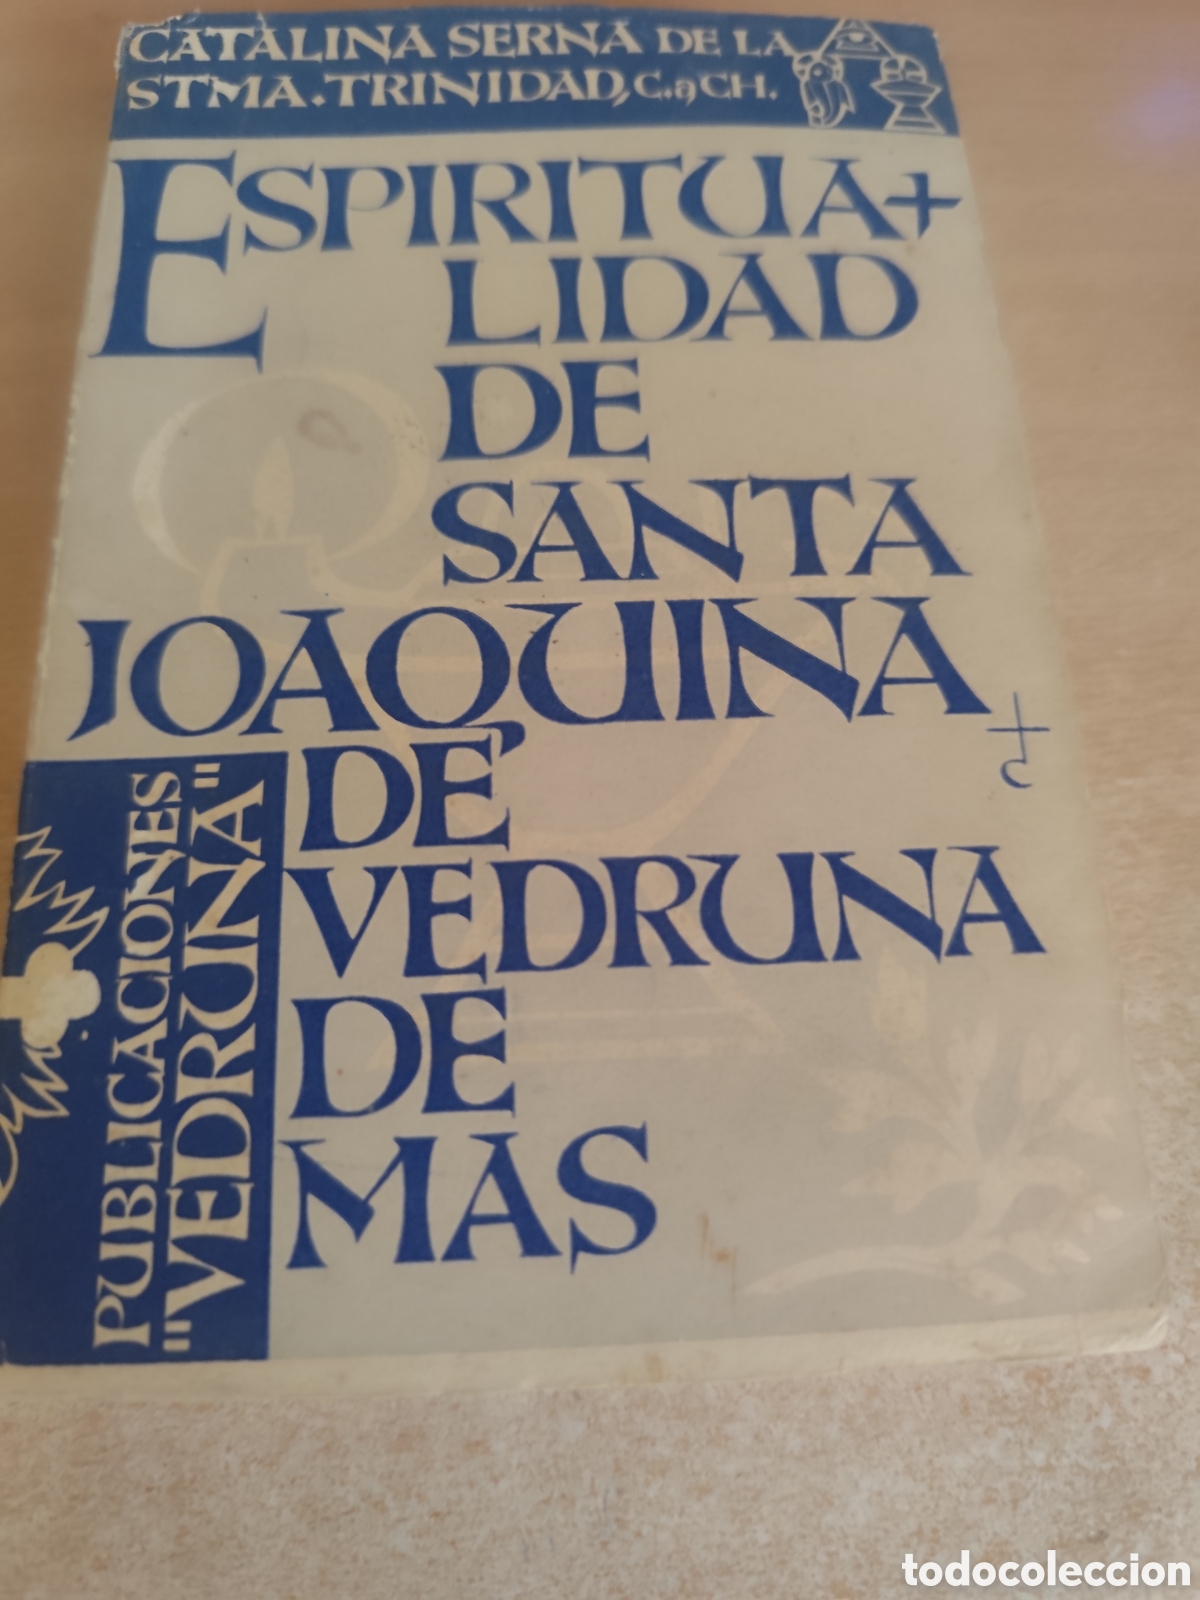 CATALINA SERNA DE LA
STMA. TRINIDAD, C. a CH.
ESPIRITUA+
LIDAD
DE
SANTA
JOAQUINA
DE
VEDRUNA
DE
MAS
PUBLICACIONES
"VEDRUNA"
todocoleccion